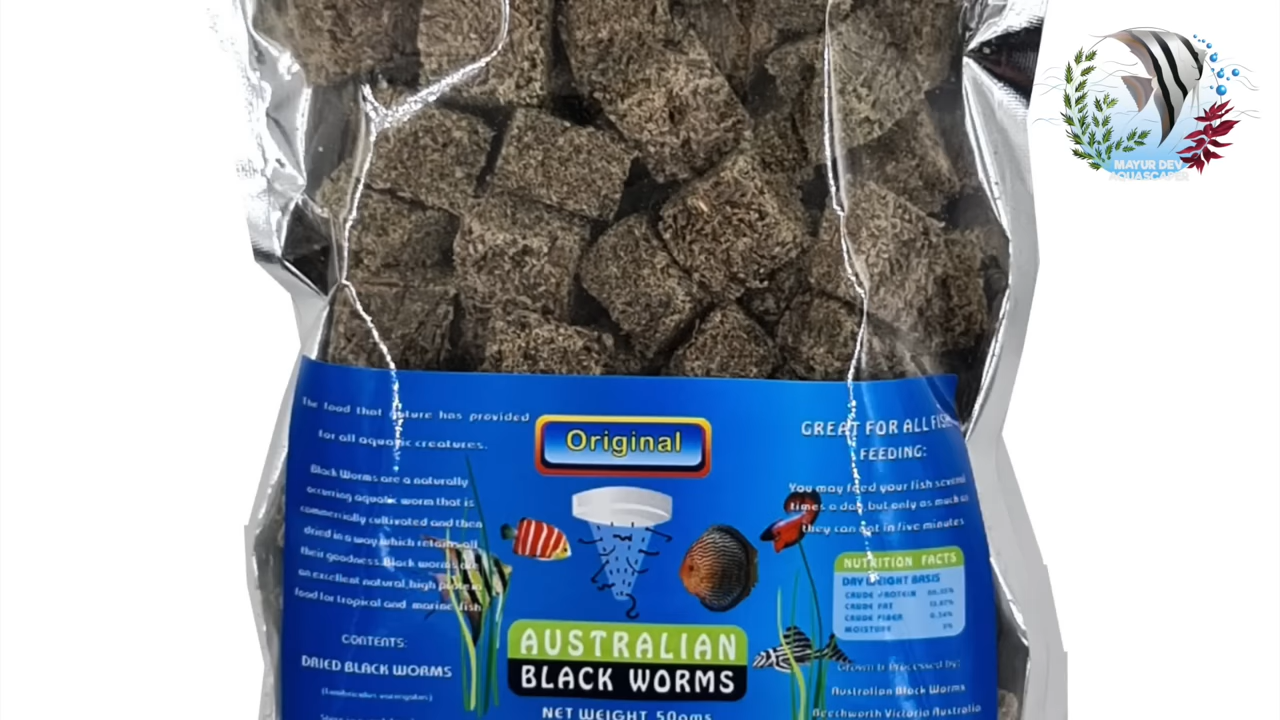 MAYUR DEV
AQUASCAPER
The food that nature has provided
for all aquatic creatures.
Black Worms are a naturally
occurring aquatic worm that is
commercially cultivated and then
dried in a way which retains all
their goodness. Black worms are
an excellent natural, high protein
food for tropical and marine fish
CONTENTS:
DRIED BLACK WORMS
Original
AUSTRALIAN
BLACK WORMS
NET WEIGHT 50gms
GREAT FOR ALL FISH
FEEDING:
You may feed your fish several
times a day, but only as much as
they can eat in five minutes
NUTRITION FACTS
DAY WEIGHT BASIS
CRUDE PROTEIN
CRUDE FAT
CRUDE FIBER
MOISTURE
Grown & Processed by:
Australian Black Worms
Beechworth Victoria Australia